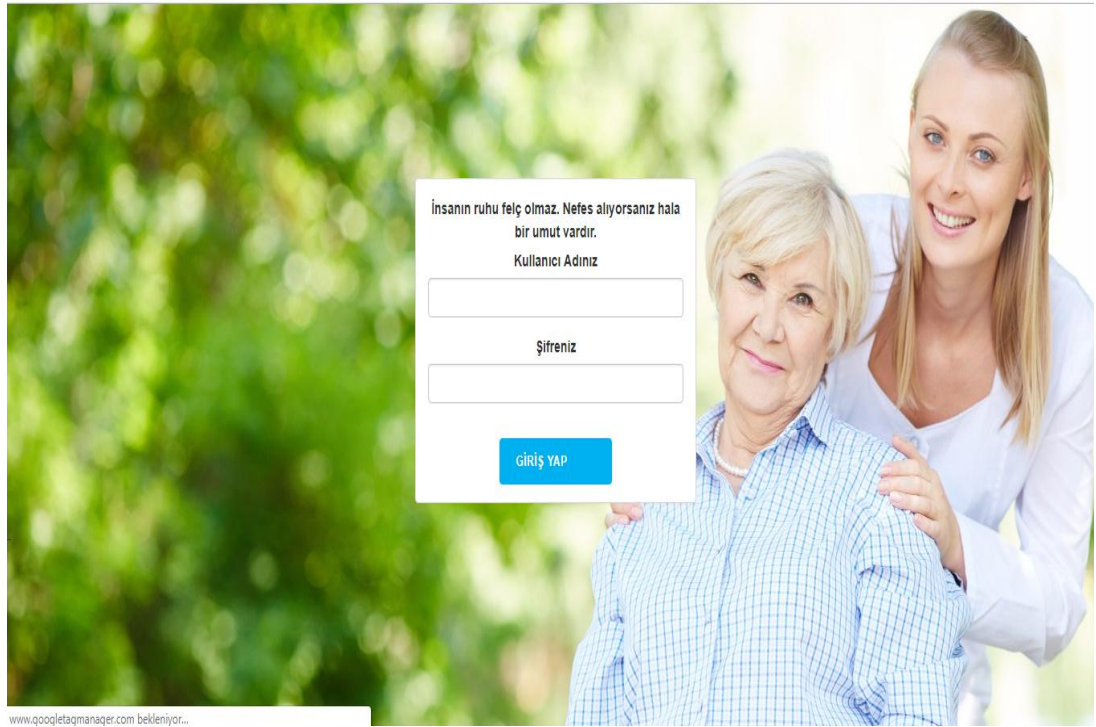 İnsanın ruhu felç olmaz. Nefes alıyorsanız hala
bir umut vardır.
Kullanıcı Adınız
Şifreniz
GİRİŞ YAP
www.googletagmanager.com bekleniyor...